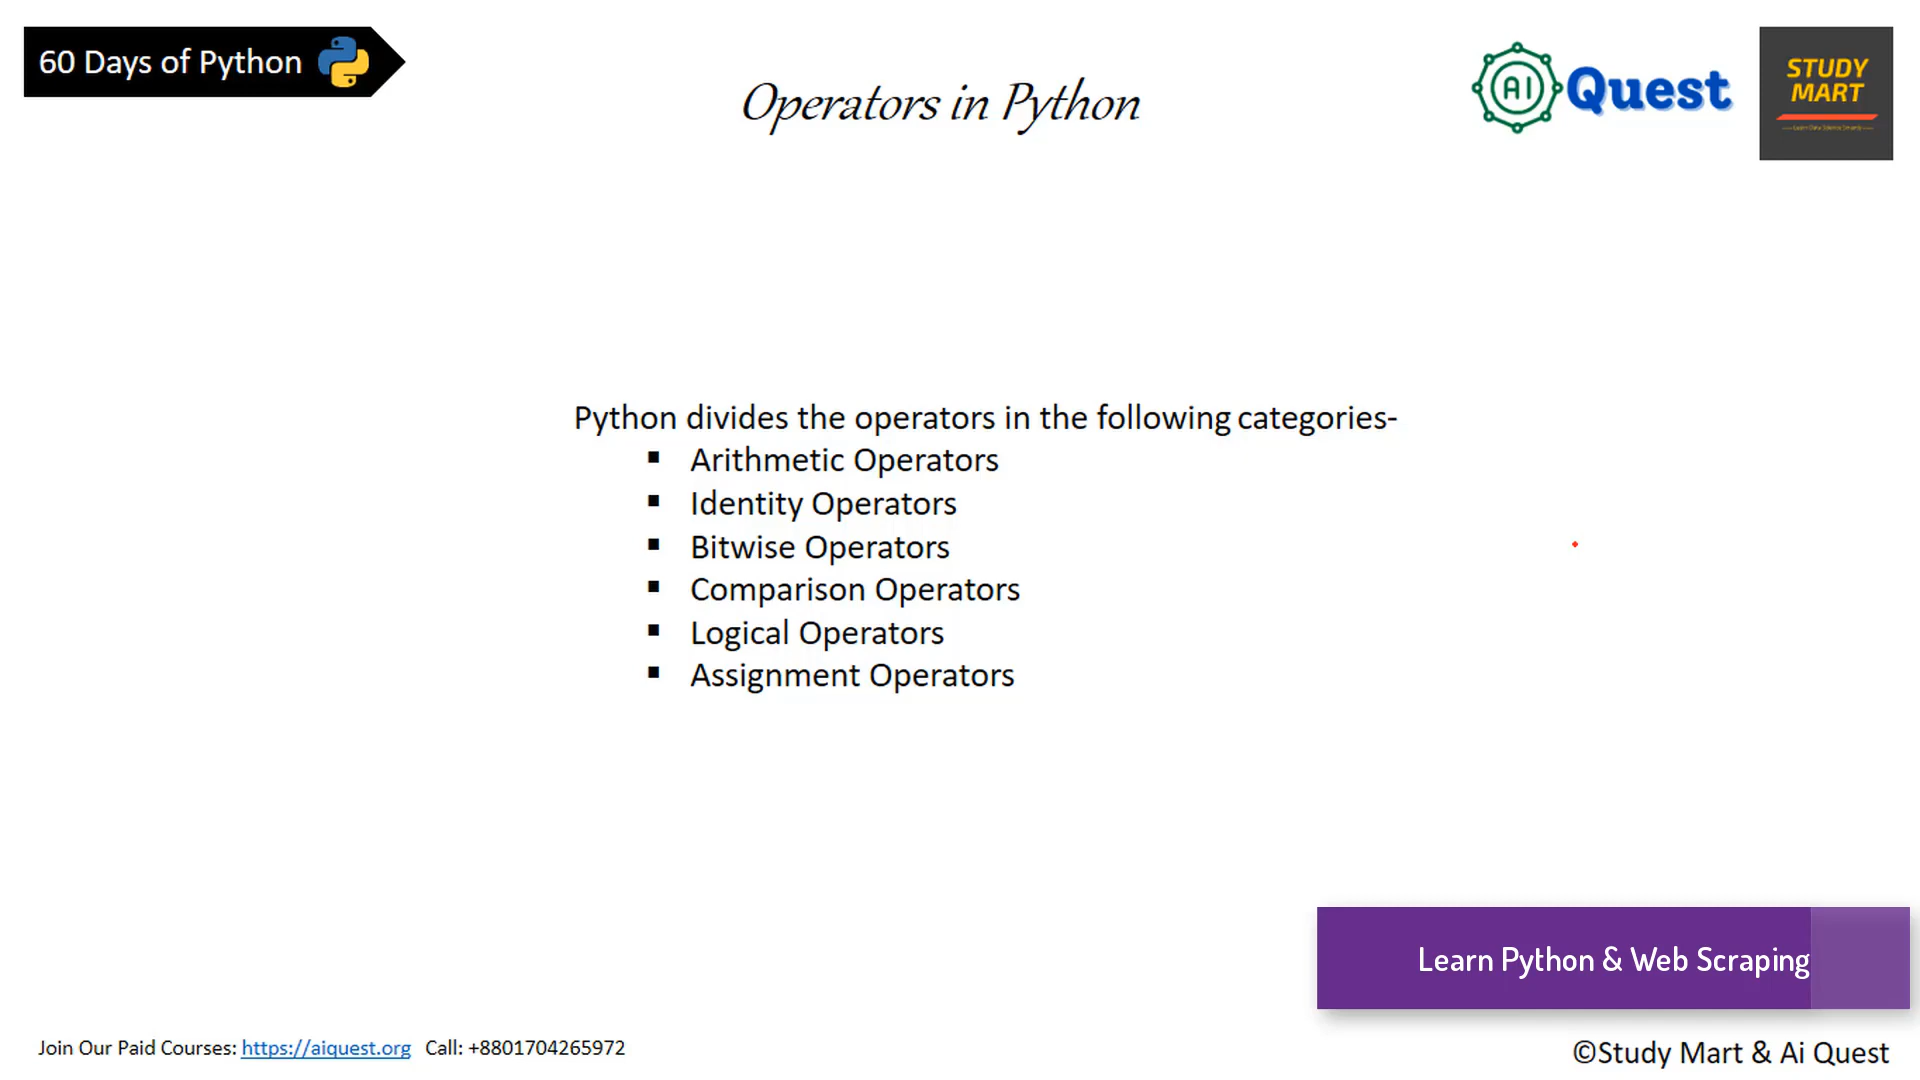 60 Days of Python
Operators in Python
AI Quest
STUDY
MART
Python divides the operators in the following categories-
▪ Arithmetic Operators
▪ Identity Operators
▪ Bitwise Operators
▪ Comparison Operators
▪ Logical Operators
▪ Assignment Operators
Learn Python & Web Scraping
Join Our Paid Courses: https://aiquest.org Call: +8801704265972
©Study Mart & Ai Quest